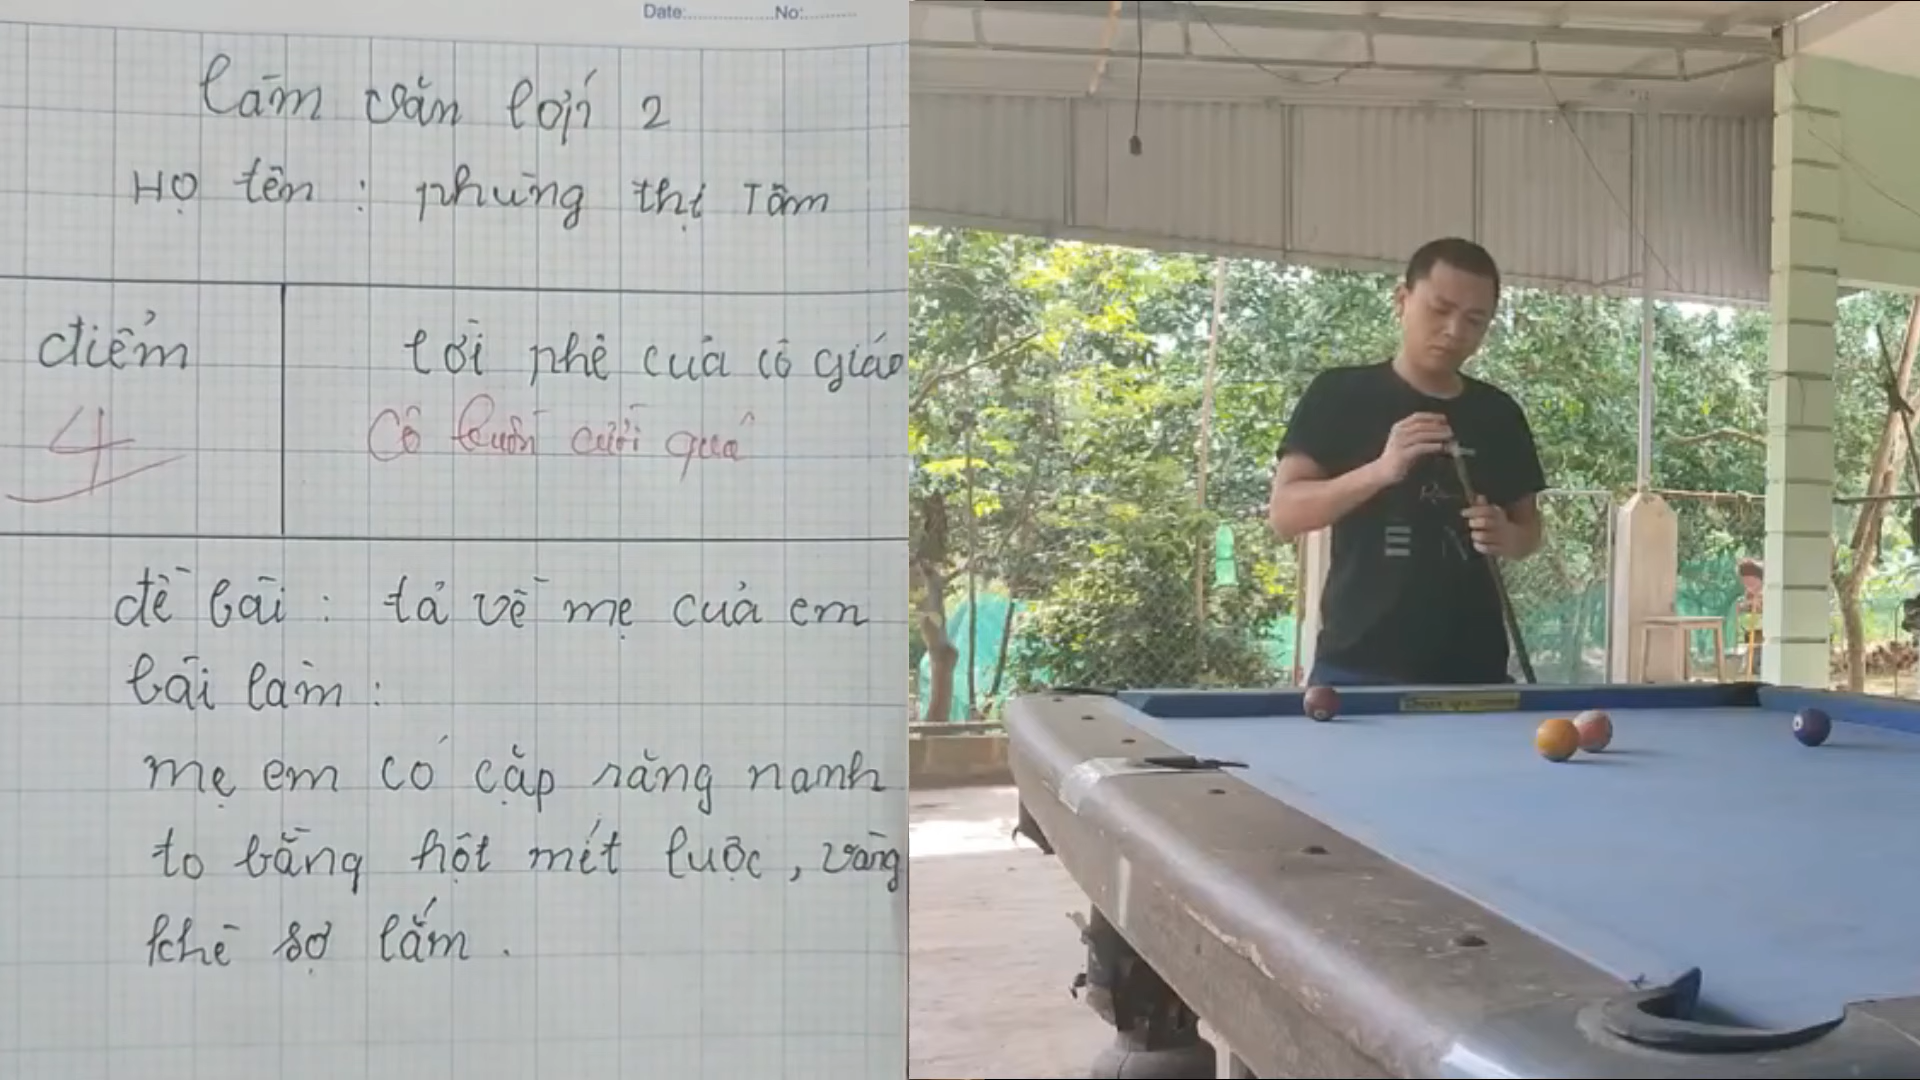 Date:..................No:............
Làm văn lớp 2
Họ tên : phùng thị Tâm
điểm
4
lời phê của cô giáo
Cô buồn cười quá
đề bài : tả về mẹ của em
bài làm :
mẹ em có cặp răng nanh
to bằng hột mít luộc, vàng
khè sợ lắm .